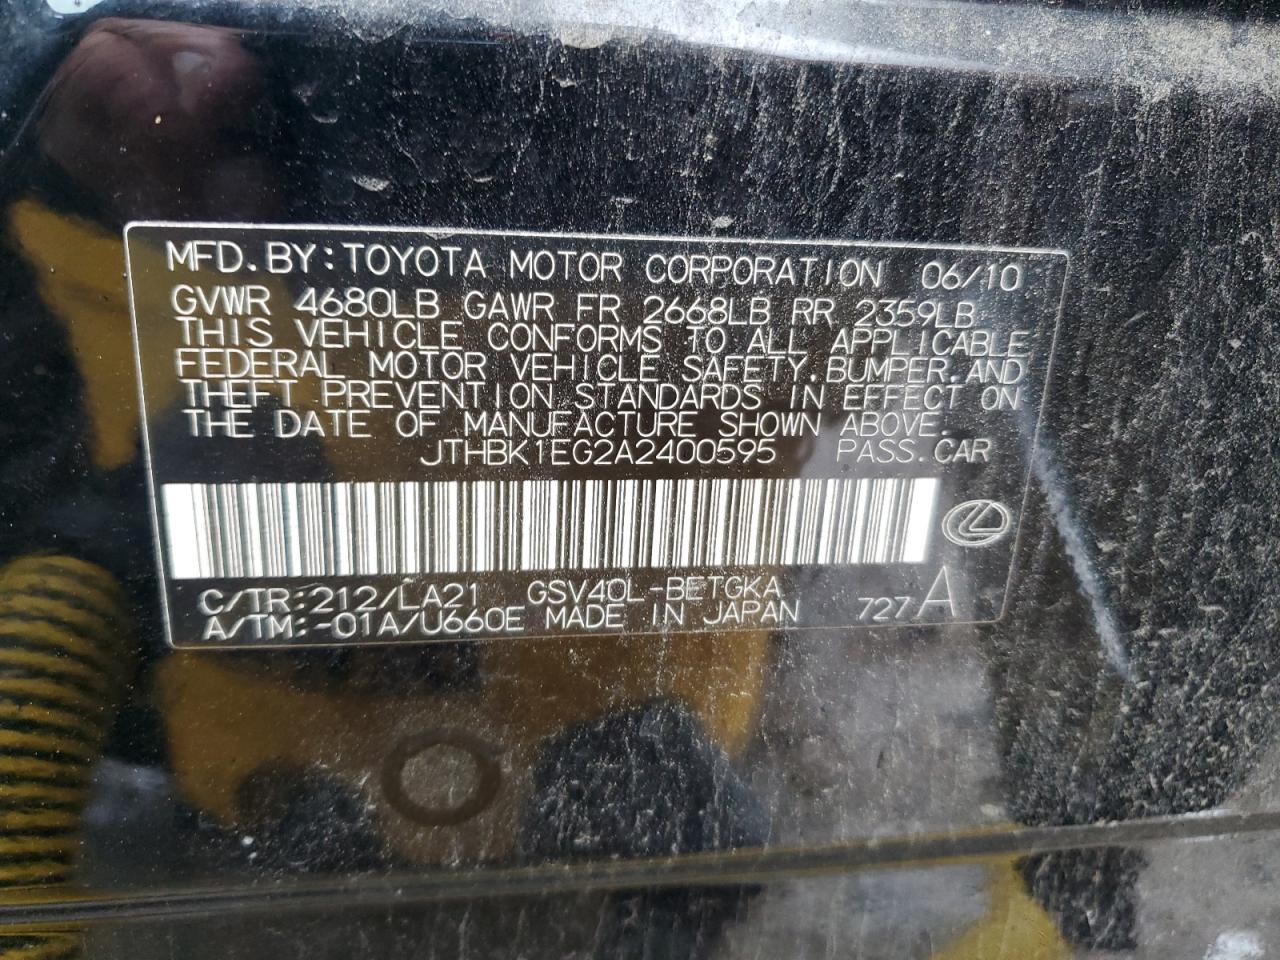 MFD.BY:TOYOTA MOTOR CORPORATION 06/10
GVWR 4680LB GAWR FR 2668LB RR 2359LB
THIS VEHICLE CONFORMS TO ALL APPLICABLE
FEDERAL MOTOR VEHICLE SAFETY,BUMPER,AND
THEFT PREVENTION STANDARDS IN EFFECT ON
THE DATE OF MANUFACTURE SHOWN ABOVE.
JTHBK1EG2A2400595 PASS.CAR
C/TR:212/LA21 GSV40L-BETGKA
A/TM:-01A/U660E MADE IN JAPAN 727A